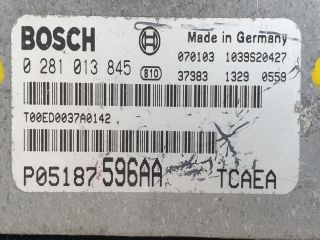 BOSCH
Made in Germany
070103 1039S20427
0 281 013 845 810 37983 1329 0559
T00ED0037A0142
P05187596AA TCAEA